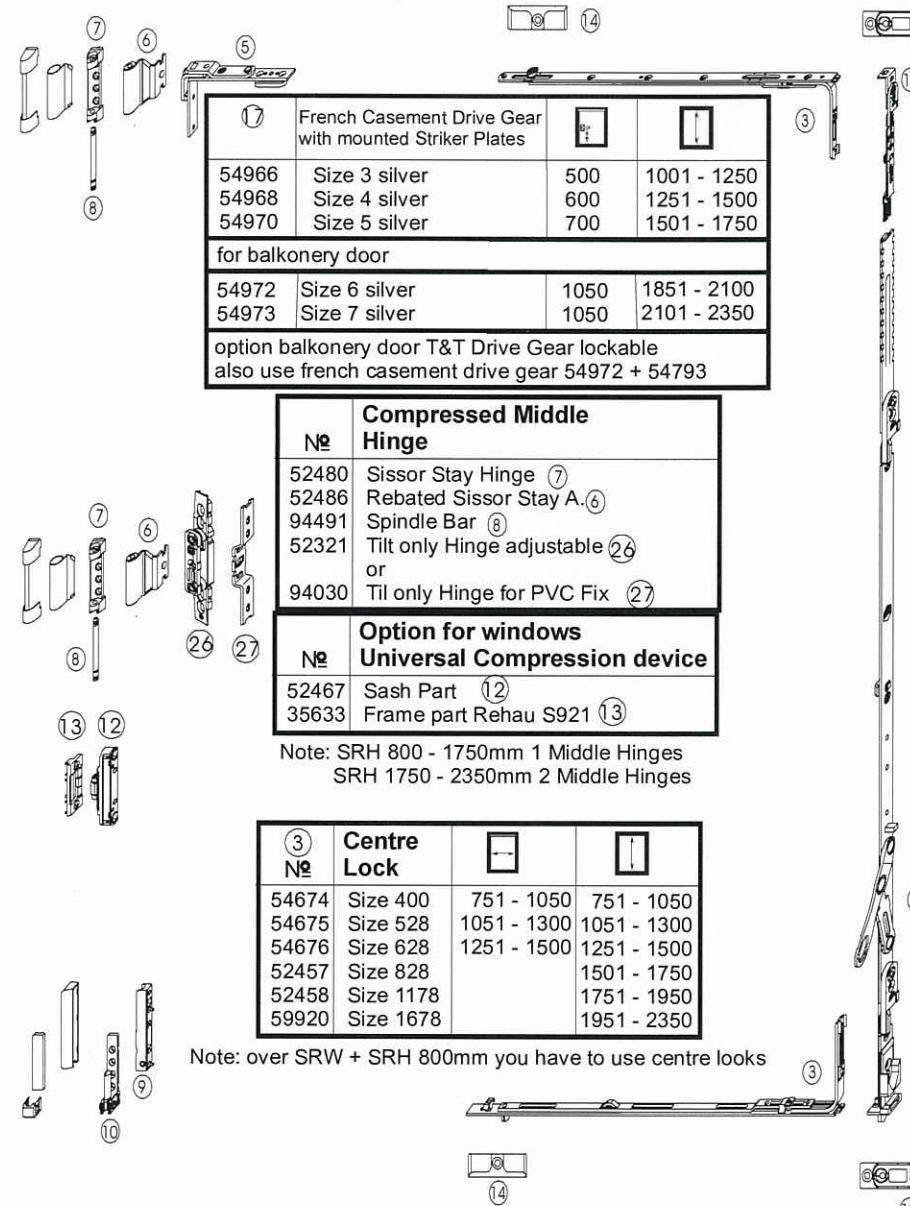 14
7
6
5
8
3
17 French Casement Drive Gear
with mounted Striker Plates
54966 Size 3 silver 500 1001 - 1250
54968 Size 4 silver 600 1251 - 1500
54970 Size 5 silver 700 1501 - 1750
for balkonery door
54972 Size 6 silver 1050 1851 - 2100
54973 Size 7 silver 1050 2101 - 2350
option balkonery door T&T Drive Gear lockable
also use french casement drive gear 54972 + 54793
Compressed Middle
Nº Hinge
52480 Sissor Stay Hinge 7
52486 Rebated Sissor Stay A. 6
94491 Spindle Bar 8
52321 Tilt only Hinge adjustable 26
or
94030 Til only Hinge for PVC Fix 27
7
6
8
26
27
Option for windows
Nº Universal Compression device
52467 Sash Part 12
35633 Frame part Rehau S921 13
13 12
Note: SRH 800 - 1750mm 1 Middle Hinges
SRH 1750 - 2350mm 2 Middle Hinges
3 Centre
Nº Lock
54674 Size 400 751 - 1050 751 - 1050
54675 Size 528 1051 - 1300 1051 - 1300
54676 Size 628 1251 - 1500 1251 - 1500
52457 Size 828 1501 - 1750
52458 Size 1178 1751 - 1950
59920 Size 1678 1951 - 2350
Note: over SRW + SRH 800mm you have to use centre looks
9
10
3
14